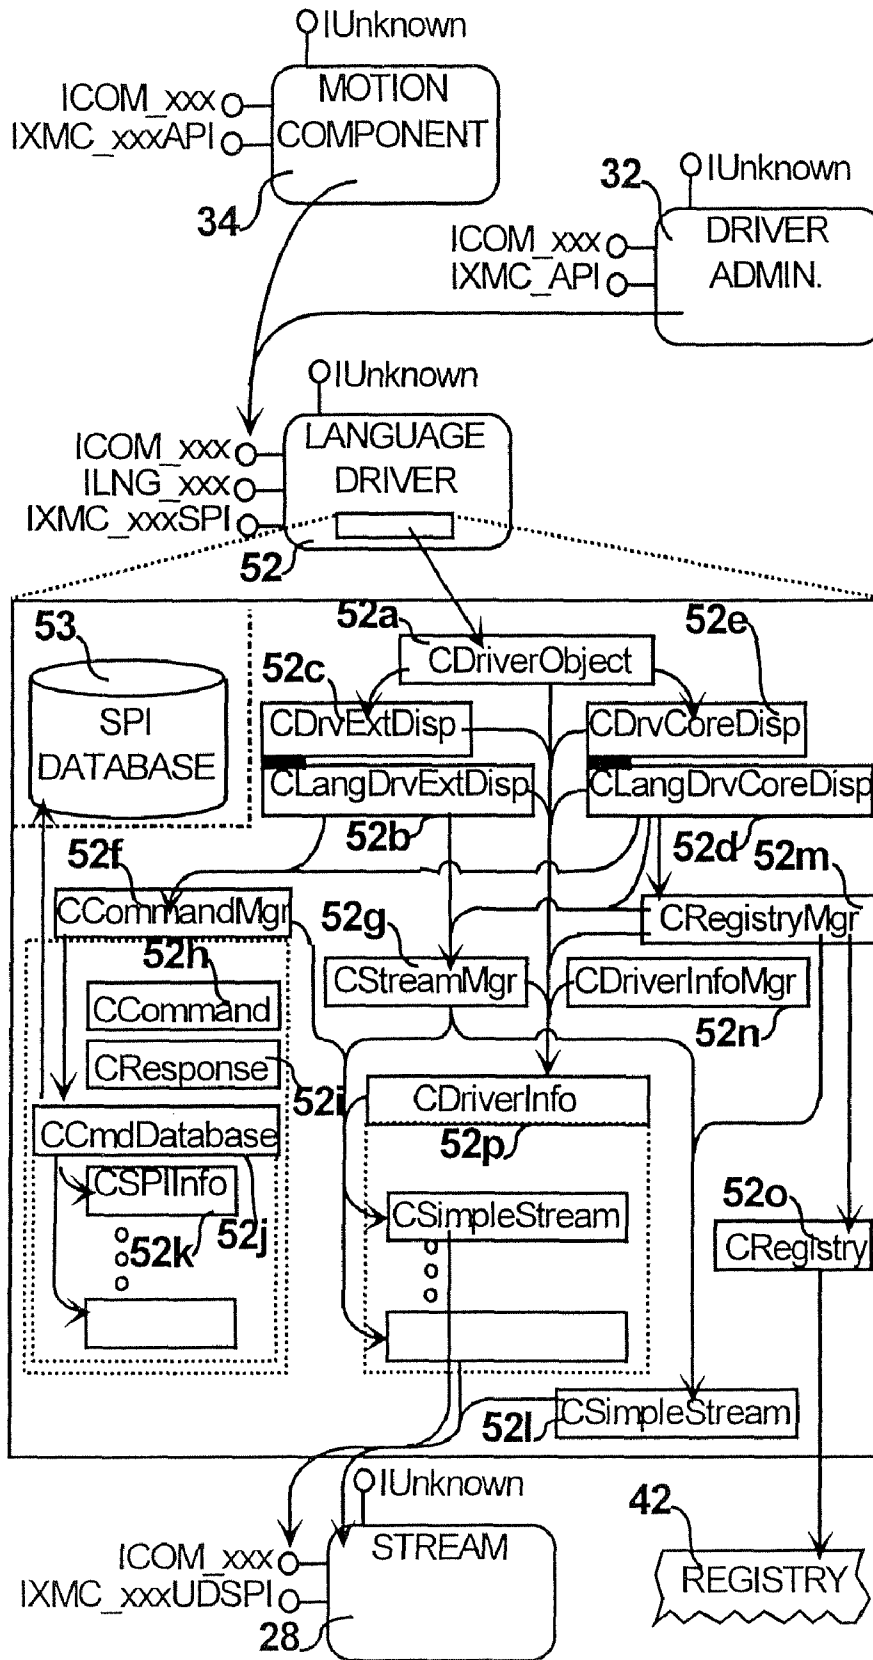 IUnknown
MOTION
COMPONENT
ICOM_xxx
IXMC_xxxAPI
34
32
IUnknown
DRIVER
ADMIN.
ICOM_xxx
IXMC_API
IUnknown
LANGUAGE
DRIVER
ICOM_xxx
ILNG_xxx
IXMC_xxxSPI
52
53
SPI
DATABASE
52a
52e
CDriverObject
52c
CDrvExtDisp
CDrvCoreDisp
CLangDrvExtDisp
CLangDrvCoreDisp
52b
52d
52m
52f
CCommandMgr
52g
CRegistryMgr
52h
CStreamMgr
CDriverInfoMgr
CCommand
52n
CResponse
52i
CDriverInfo
CCmdDatabase
52p
CSPIInfo
52k
52j
CSimpleStream
52o
CRegistry
52l
CSimpleStream
IUnknown
STREAM
ICOM_xxx
IXMC_xxxUDSPI
28
42
REGISTRY